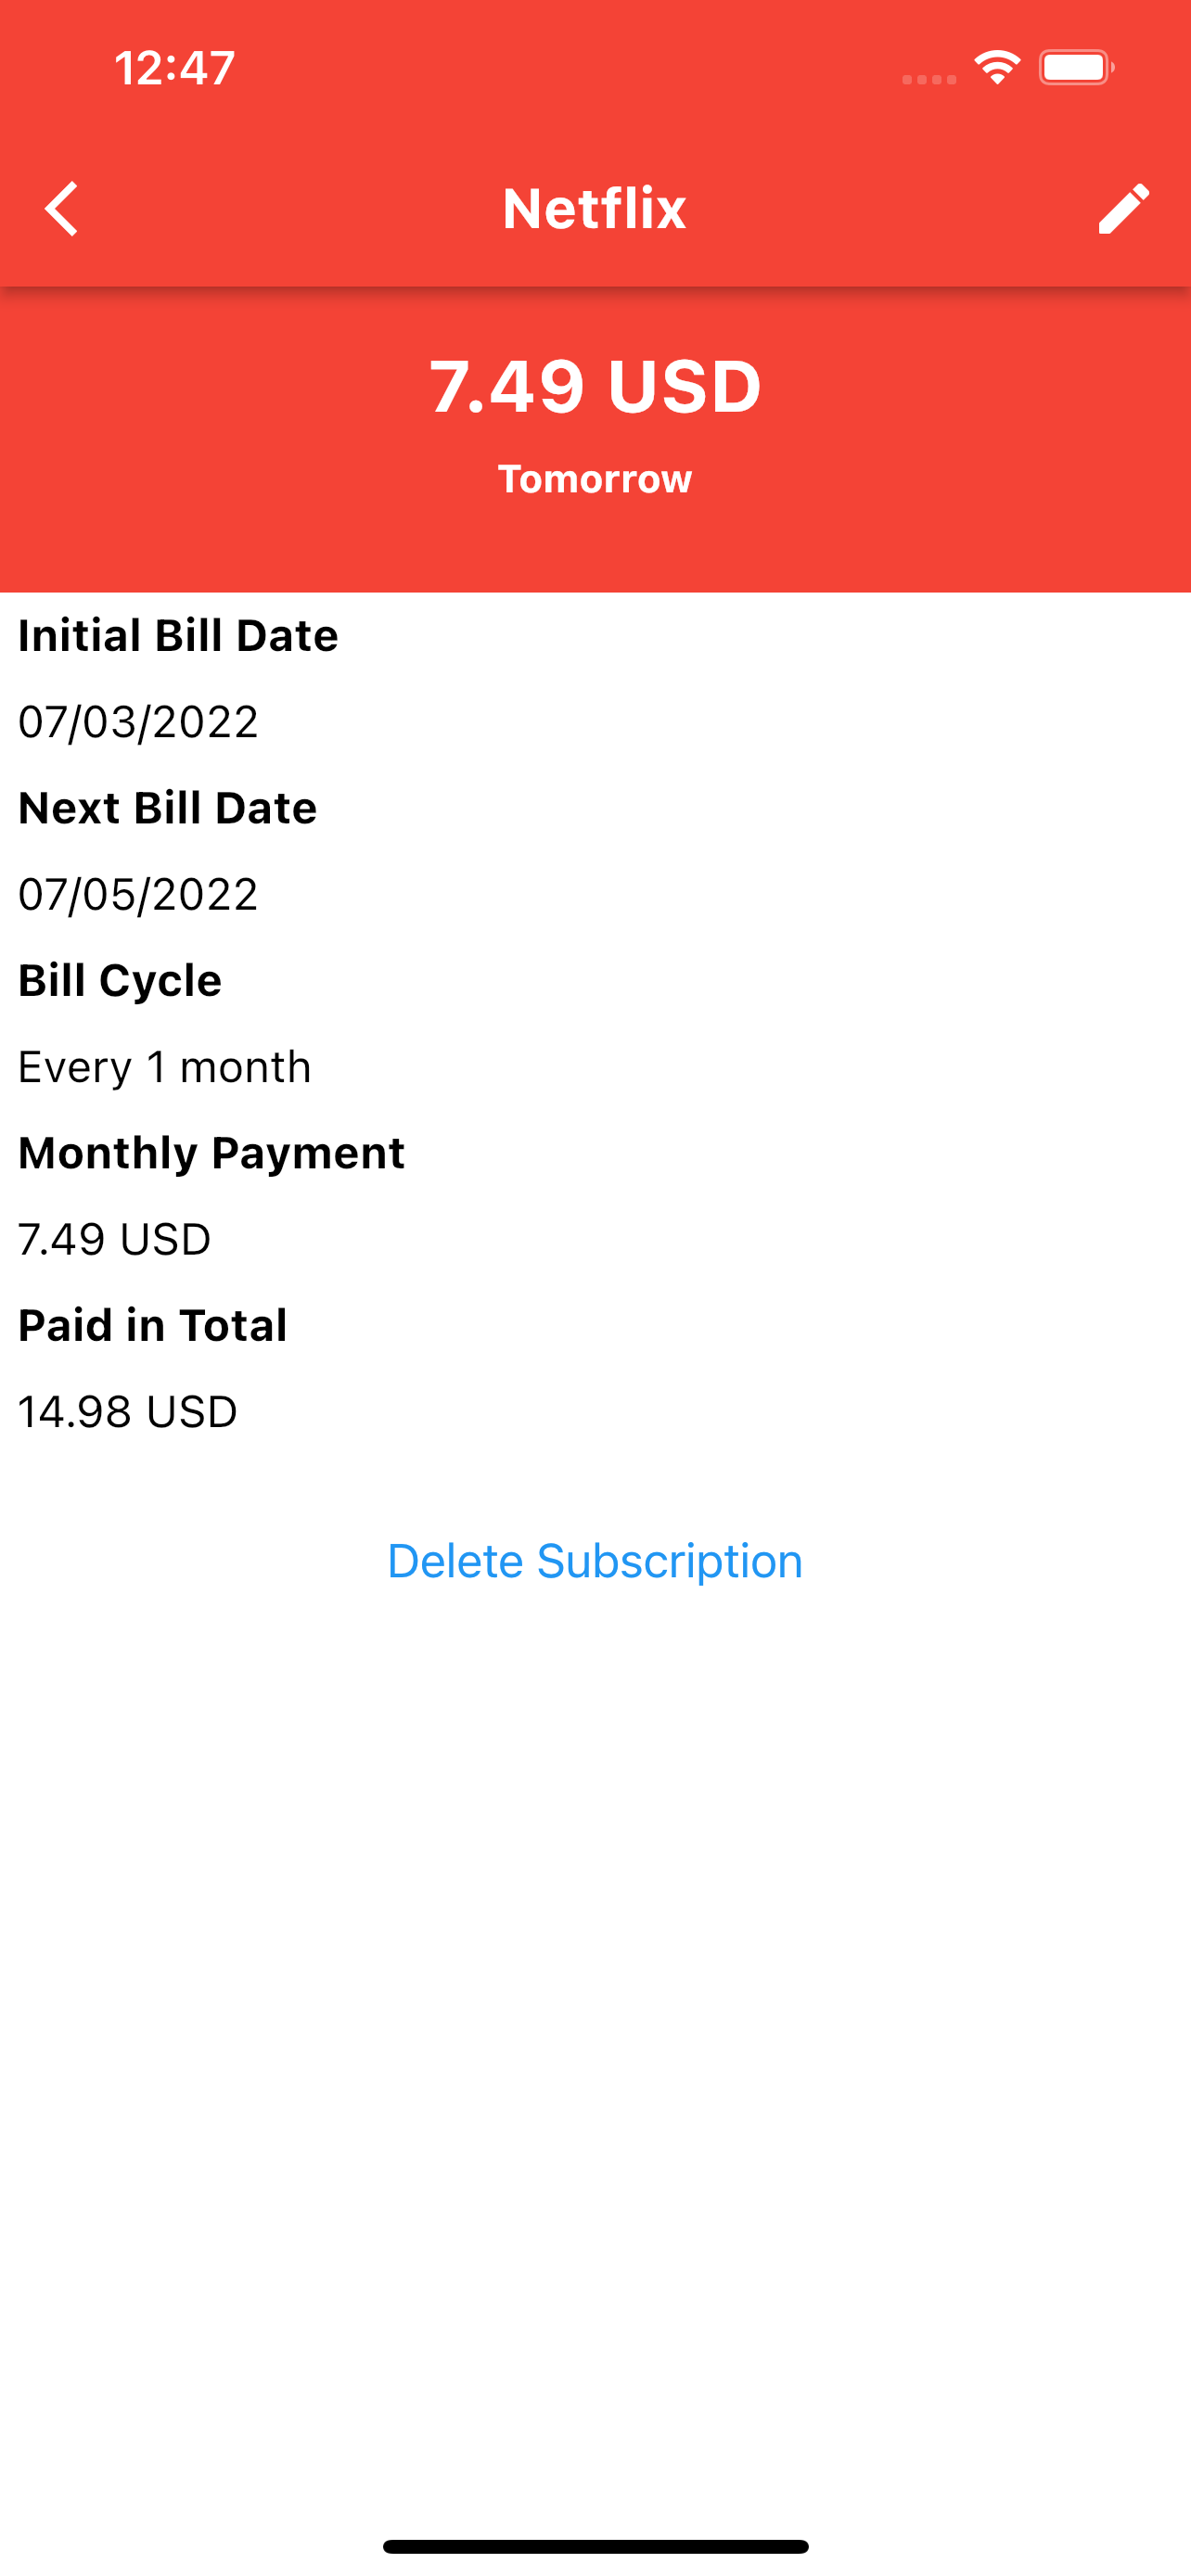 12:47
Netflix
7.49 USD
Tomorrow
Initial Bill Date
07/03/2022
Next Bill Date
07/05/2022
Bill Cycle
Every 1 month
Monthly Payment
7.49 USD
Paid in Total
14.98 USD
Delete Subscription